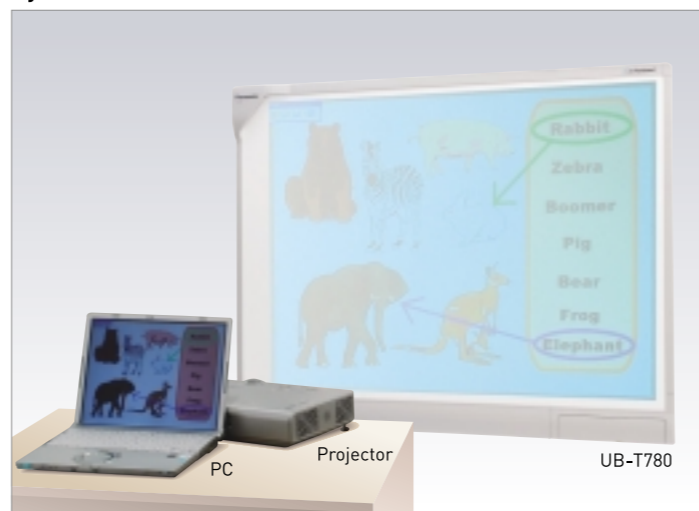 Rabbit
Zebra
Boomer
Pig
Bear
Frog
Elephant
PC
Projector
UB-T780